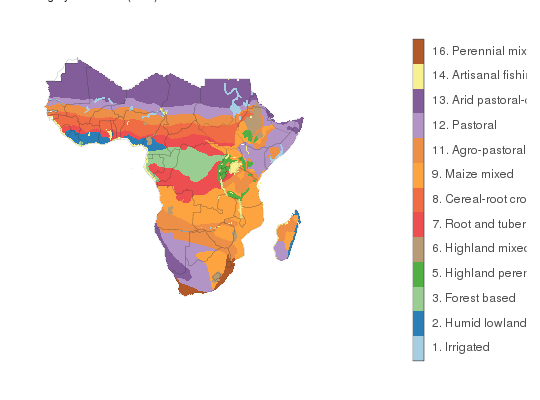 16. Perennial mix
14. Artisanal fishi
13. Arid pastoral-
12. Pastoral
11. Agro-pastoral
9. Maize mixed
8. Cereal-root cro
7. Root and tuber
6. Highland mixed
5. Highland peren
3. Forest based
2. Humid lowland
1. Irrigated